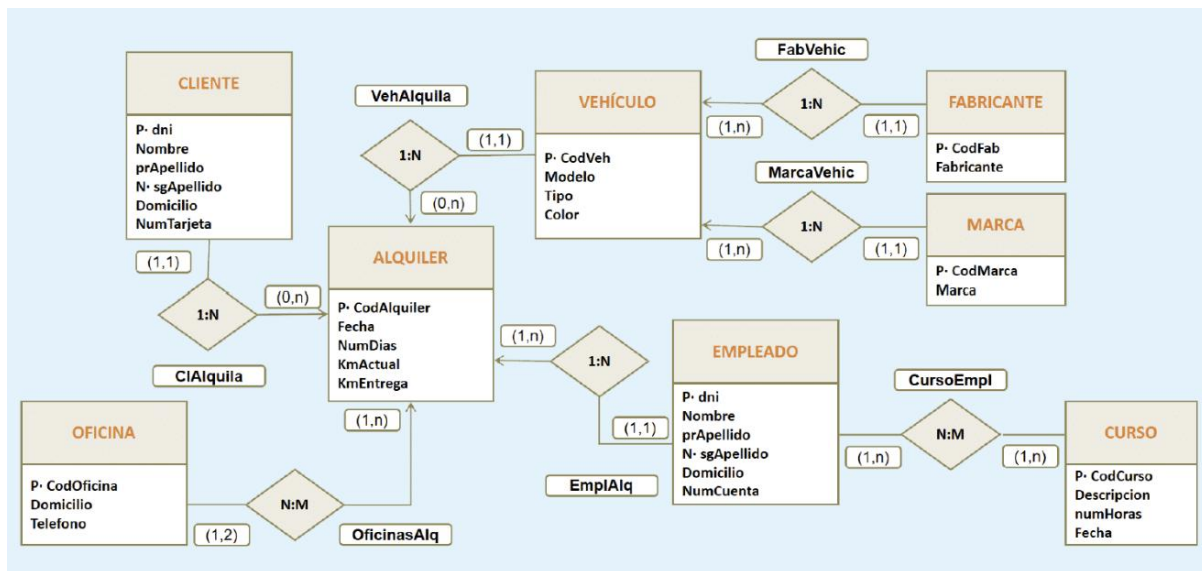 FabVehic
CLIENTE
P· dni
Nombre
prApellido
N· sgApellido
Domicilio
NumTarjeta
VehAlquila
1:N
(1,1)
(0,n)
VEHÍCULO
P· CodVeh
Modelo
Tipo
Color
1:N
(1,n)
(1,1)
FABRICANTE
P· CodFab
Fabricante
MarcaVehic
1:N
(1,n)
(1,1)
MARCA
P· CodMarca
Marca
(1,1)
1:N
(0,n)
ClAlquila
ALQUILER
P· CodAlquiler
Fecha
NumDias
KmActual
KmEntrega
(1,n)
1:N
(1,1)
EmplAlq
EMPLEADO
P· dni
Nombre
prApellido
N· sgApellido
Domicilio
NumCuenta
CursoEmpl
N:M
(1,n)
(1,n)
CURSO
P· CodCurso
Descripcion
numHoras
Fecha
OFICINA
P· CodOficina
Domicilio
Telefono
(1,2)
N:M
(1,n)
OficinasAlq